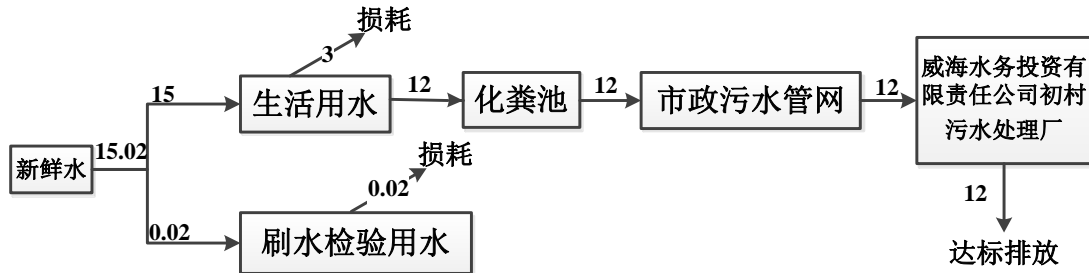 损耗
3
15
生活用水
12
化粪池
12
市政污水管网
12
威海水务投资有
限责任公司初村
污水处理厂
新鲜水
15.02
损耗
0.02
0.02
刷水检验用水
12
达标排放